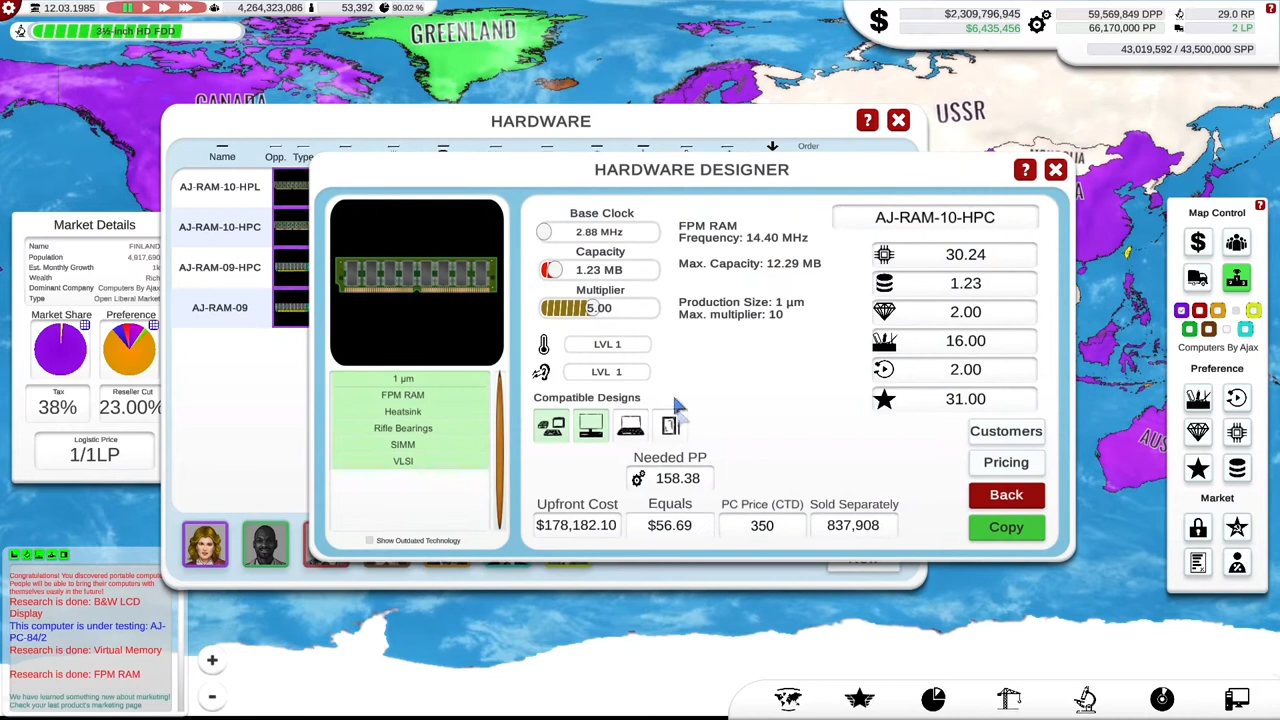 12.03.1985
4,264,323,086
53,392
90.02 %
3½-inch HD FDD
GREENLAND
$2,309,796,945
$6,435,456
59,569,849 DPP
66,170,000 PP
29.0 RP
2 LP
43,019,592 / 43,500,000 SPP
CANADA
USSR
HARDWARE
Name
Opp.
Type
Order
AJ-RAM-10-HPL
AJ-RAM-10-HPC
AJ-RAM-09-HPC
AJ-RAM-09
HARDWARE DESIGNER
1 µm
FPM RAM
Heatsink
Rifle Bearings
SIMM
VLSI
Show Outdated Technology
Base Clock
2.88 MHz
Capacity
1.23 MB
Multiplier
5.00
LVL 1
LVL 1
Compatible Designs
FPM RAM
Frequency: 14.40 MHz
Max. Capacity: 12.29 MB
Production Size: 1 µm
Max. multiplier: 10
Needed PP
158.38
Upfront Cost
Equals
PC Price (CTD)
Sold Separately
$178,182.10
$56.69
350
837,908
AJ-RAM-10-HPC
30.24
1.23
2.00
16.00
2.00
31.00
Customers
Pricing
Back
Copy
Market Details
Name
FINLAND
Population
4,917,690
Est. Monthly Growth
1k
Wealth
Rich
Dominant Company
Computers By Ajax
Type
Open Liberal Market
Market Share
Preference
Tax
Reseller Cut
38%
23.00%
Logistic Price
1/1LP
Congratulations! You discovered portable compute
People will be able to bring their computers with
themselves easily in the future!
Research is done: B&W LCD
Display
This computer is under testing: AJ-
PC-84/2
Research is done: Virtual Memory
Research is done: FPM RAM
We have learned something new about marketing!
Check your last product's marketing page
Map Control
Computers By Ajax
Preference
Market